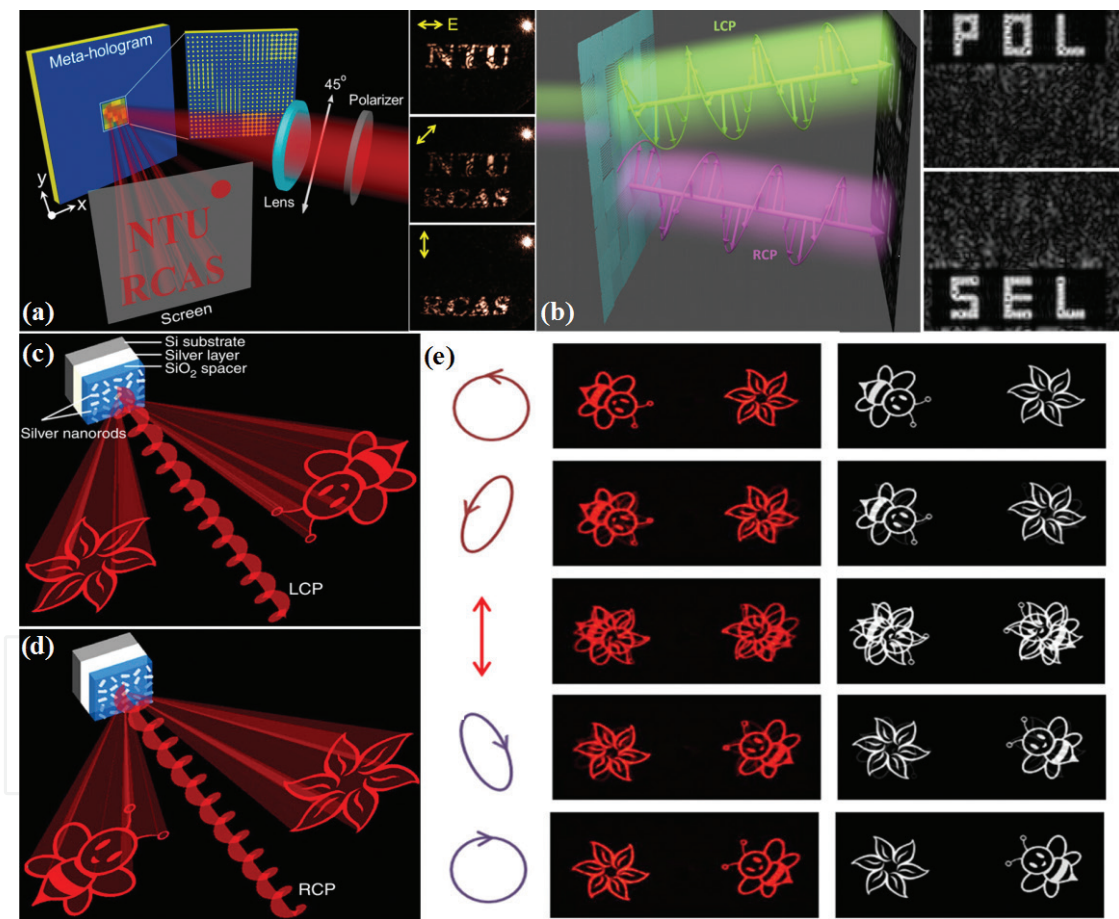 Meta-hologram
45°
Polarizer
Lens
y
x
NTU
RCAS
Screen
(a)
E
NTU
NTU
RCAS
RCAS
LCP
RCP
(b)
POL
SEL
(c)
Si substrate
Silver layer
SiO₂ spacer
Silver nanorods
LCP
(d)
RCP
(e)